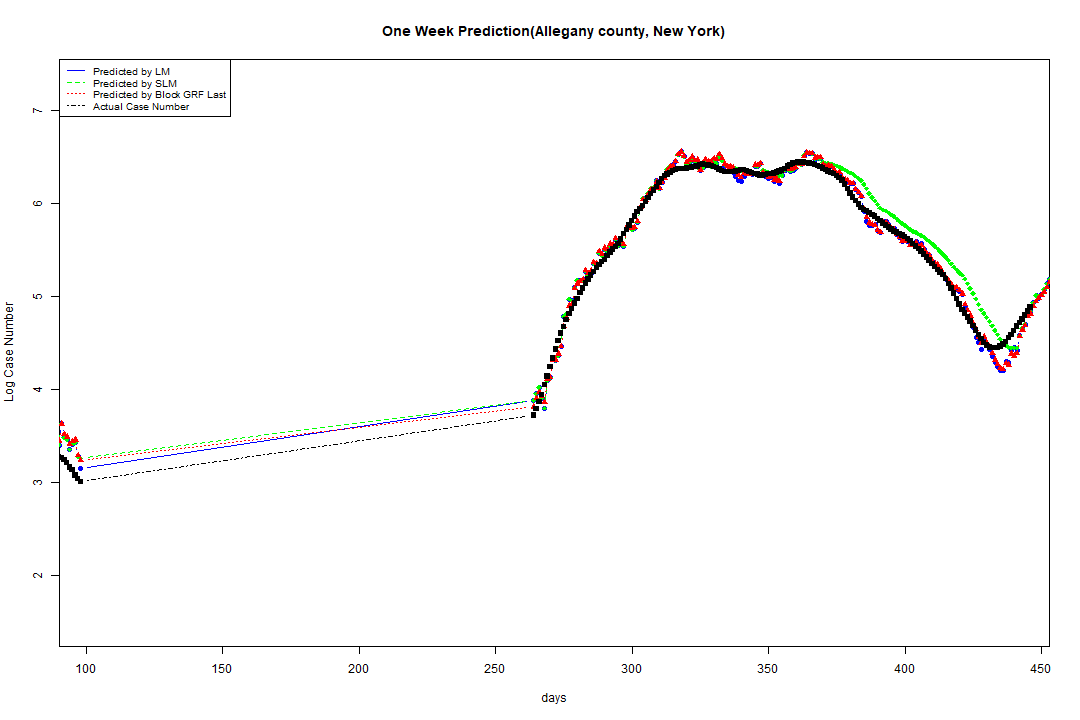 One Week Prediction(Allegany county, New York)
Predicted by LM
Predicted by SLM
Predicted by Block GRF Last
Actual Case Number
Log Case Number
7
6
5
4
3
2
100 150 200 250 300 350 400 450
days